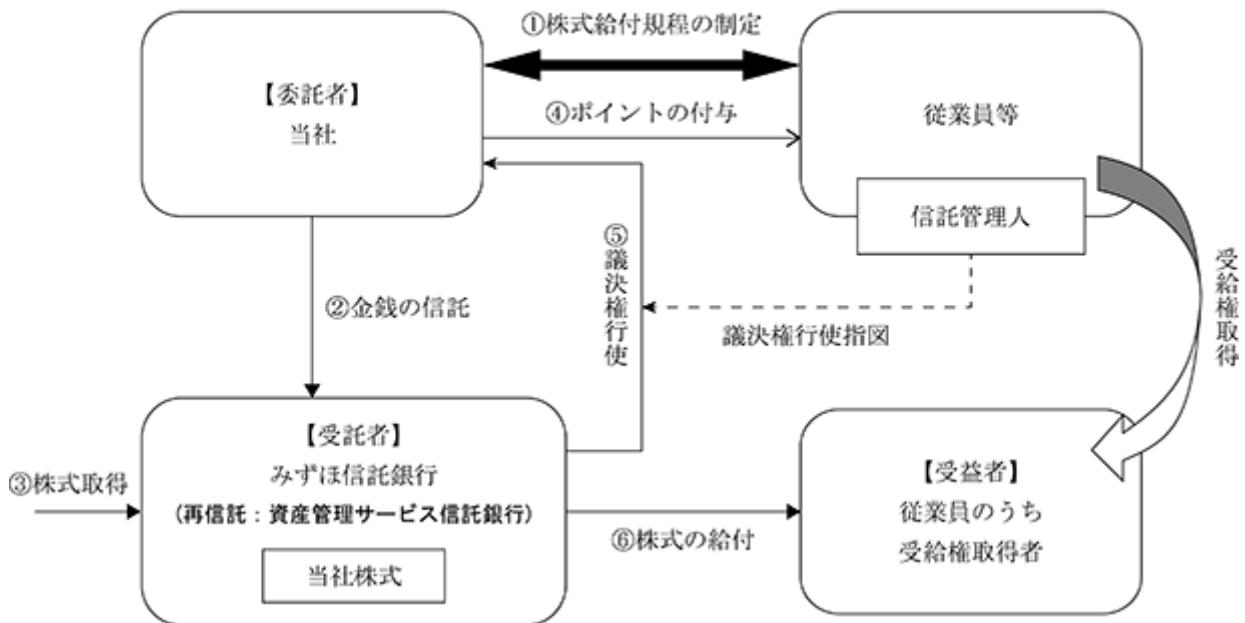 ①株式給付規程の制定
【委託者】
当社
④ポイントの付与
従業員等
信託管理人
②金銭の信託
⑤議決権行使
議決権行使指図
受給権取得
③株式取得
【受託者】
みずほ信託銀行
(再信託:資産管理サービス信託銀行)
当社株式
⑥株式の給付
【受益者】
従業員のうち
受給権取得者